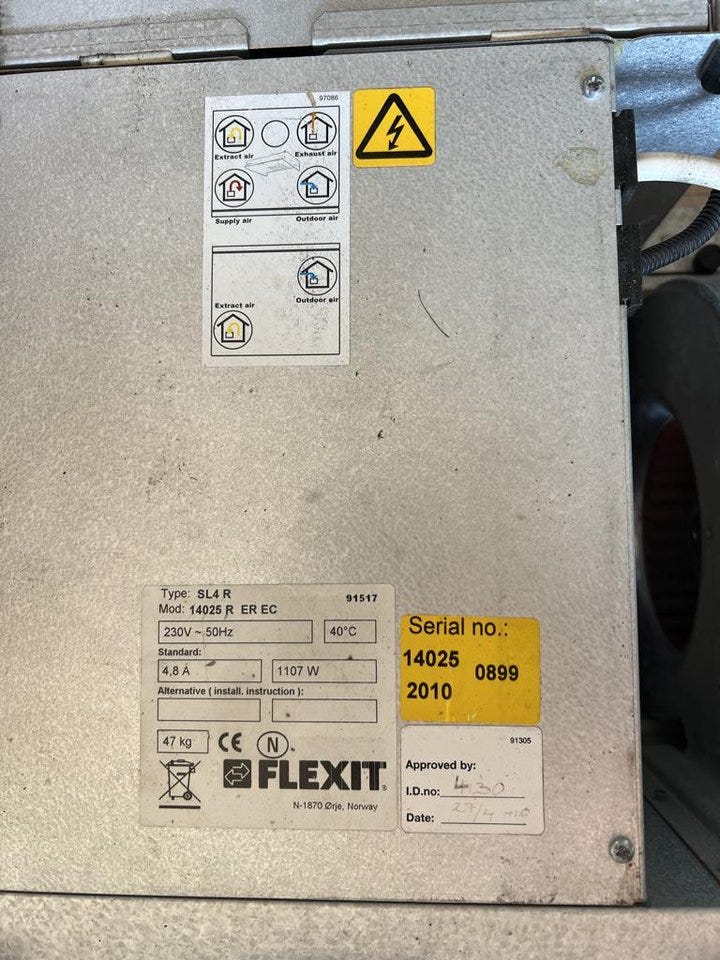 97086
Extract air
Exhaust air
Supply air
Outdoor air
Outdoor air
Extract air
Type: SL4 R
91517
Mod: 14025 R ER EC
230V ~ 50Hz
40°C
Standard:
4,8 A
1107 W
Alternative ( install. instruction ):
47 kg
CE
N
FLEXIT®
N-1870 Ørje, Norway
Serial no.:
14025 0899
2010
91305
Approved by:
I.D.no:
Date: 27/4